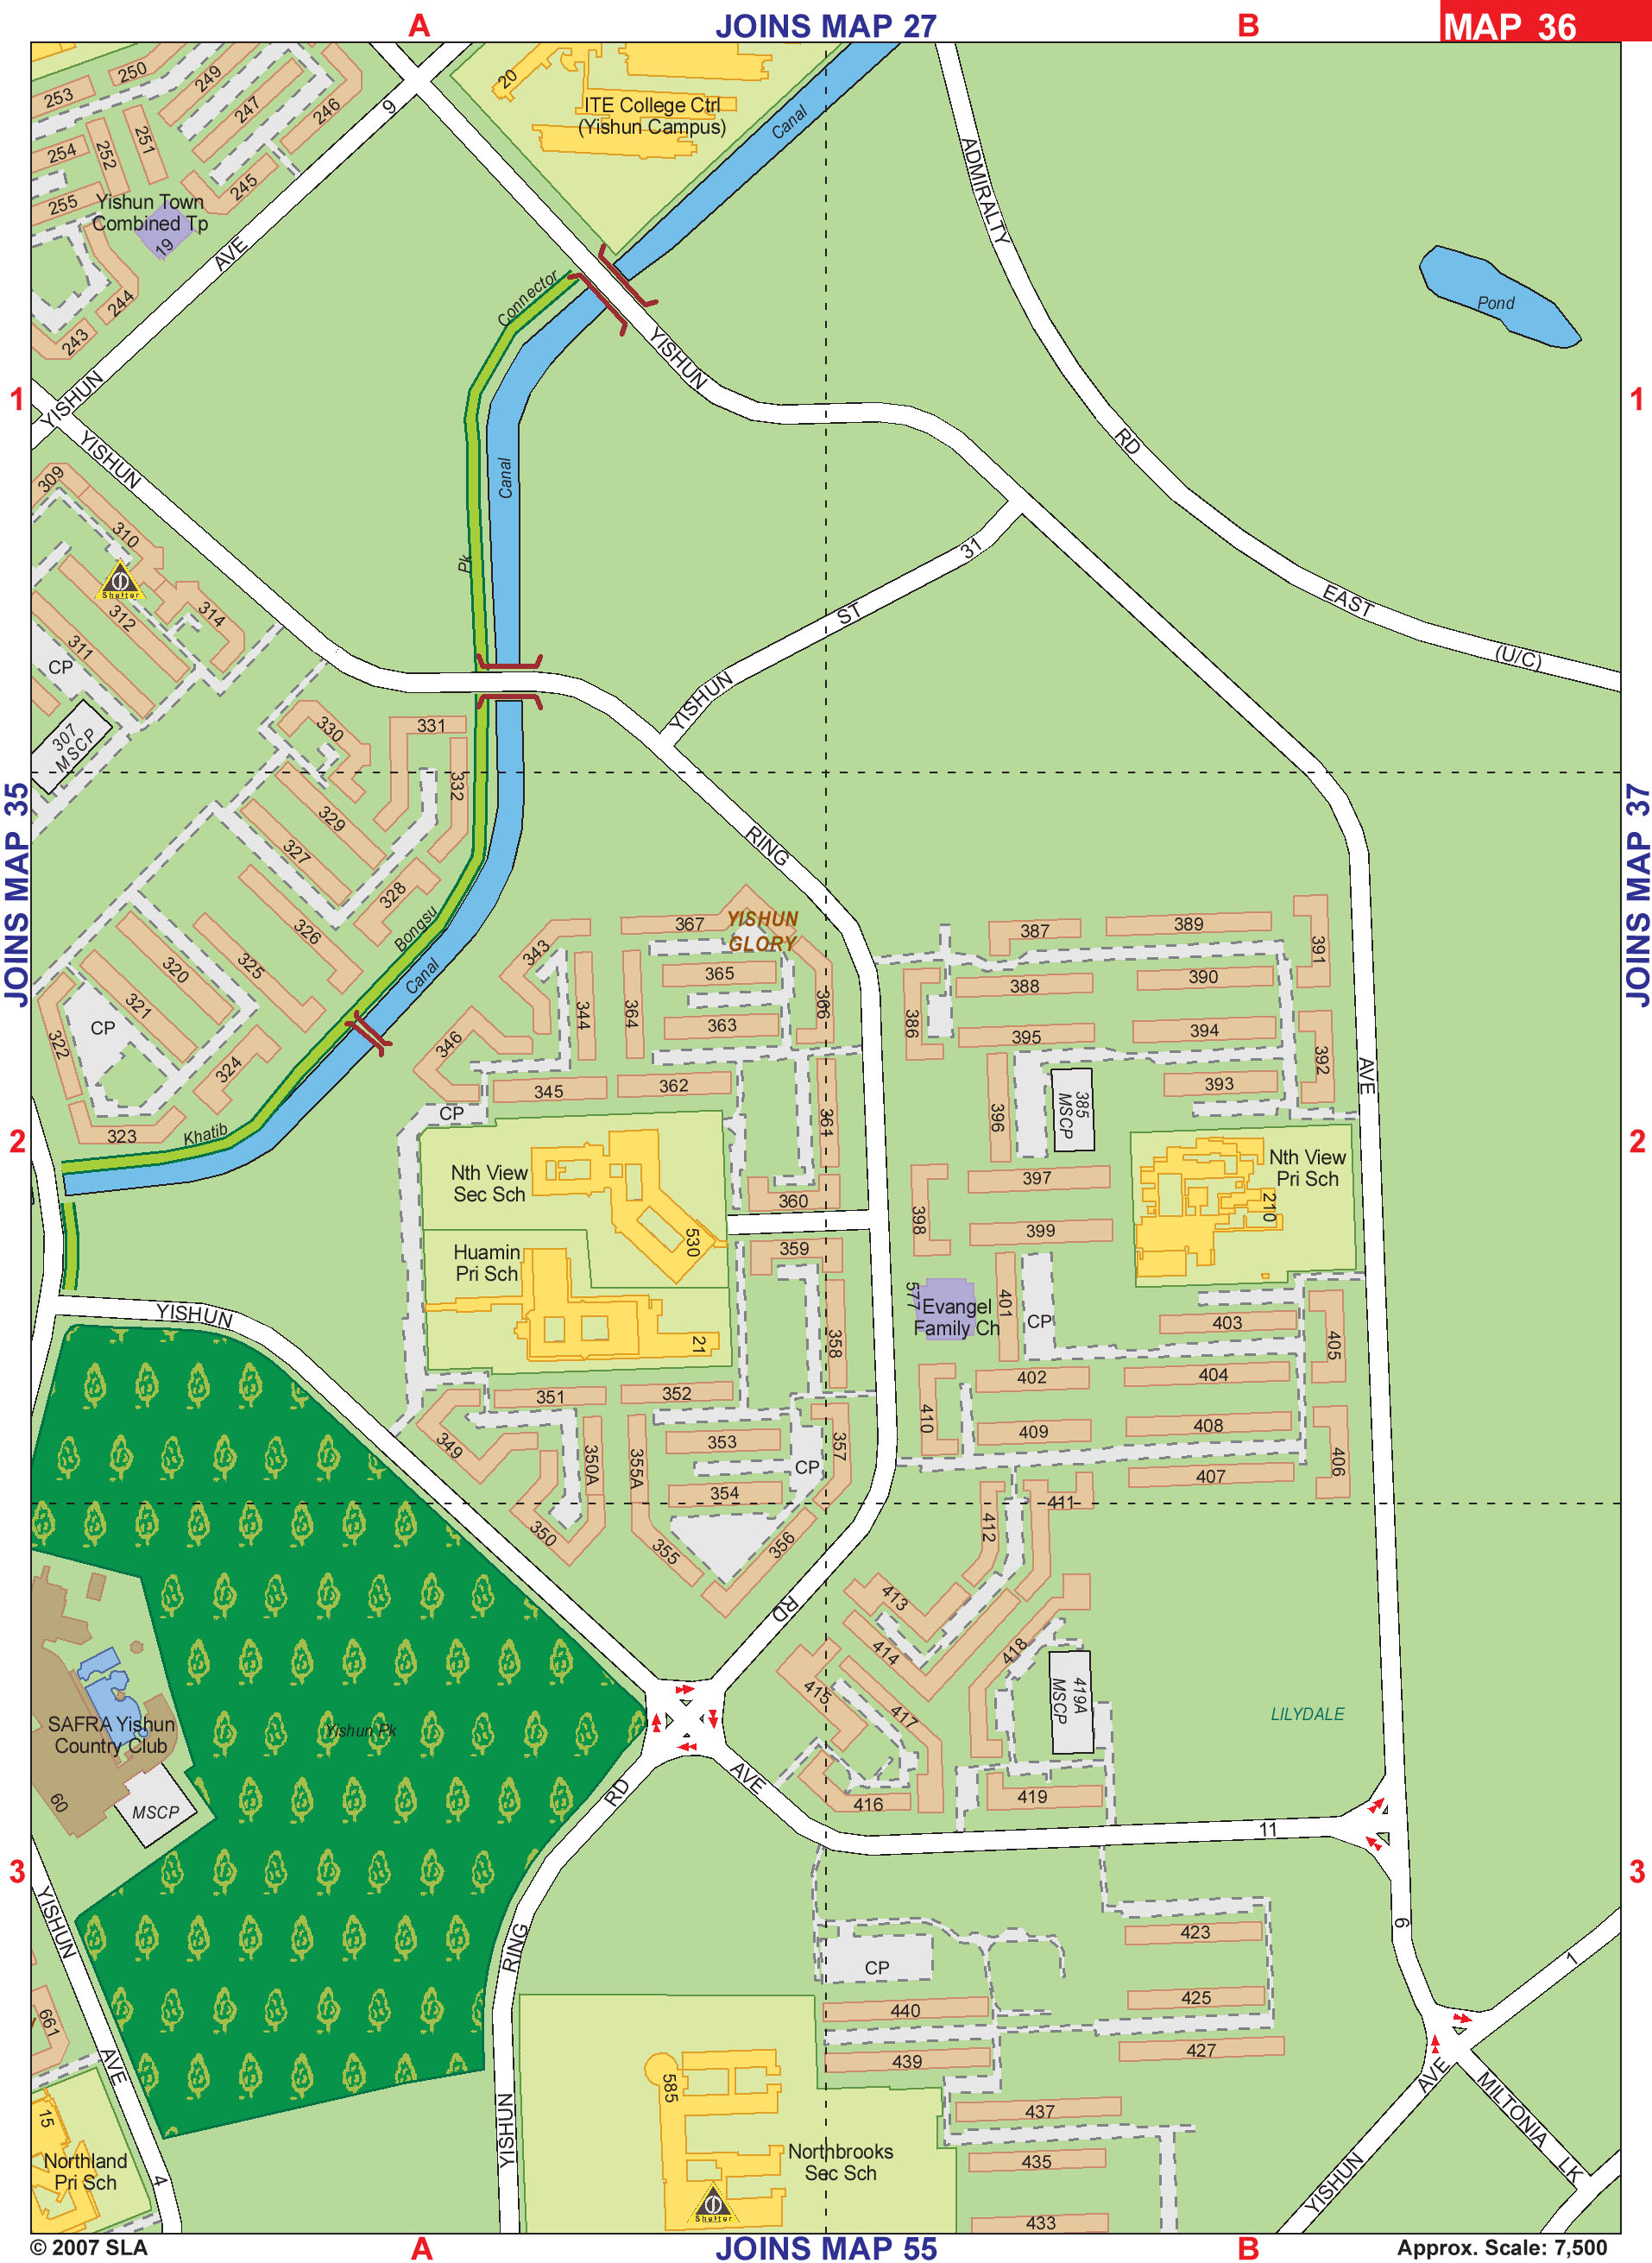 A
JOINS MAP 27
B
MAP 36
253
250
249
247
246
254
252
251
255
245
Yishun Town
Combined Tp
19
244
243
9
AVE
YISHUN
20
ITE College Ctrl
(Yishun Campus)
Canal
ADMIRALTY
RD
EAST
(U/C)
Pond
Connector
YISHUN
1
1
YISHUN
Canal
Pk
309
310
Shelter
312
314
311
CP
307
MSCP
31
ST
YISHUN
330
331
332
329
327
328
326
325
320
321
322
CP
324
323
Bongsu
Canal
Khatib
JOINS MAP 35
JOINS MAP 37
RING
YISHUN
GLORY
367
343
365
344
364
366
363
346
345
362
364
CP
387
389
391
388
390
386
395
394
392
393
396
385
MSCP
AVE
2
2
Nth View
Sec Sch
530
Huamin
Pri Sch
21
360
359
358
397
398
399
Nth View
Pri Sch
210
577
Evangel
Family Ch
401
CP
403
405
402
404
410
409
408
406
407
YISHUN
351
352
349
350A
355A
353
357
CP
354
350
355
356
RD
411
412
413
414
418
415
417
419A
MSCP
416
419
LILYDALE
SAFRA Yishun
Country Club
60
MSCP
Yishun Pk
RD
AVE
11
3
3
YISHUN
AVE
4
661
15
Northland
Pri Sch
RING
YISHUN
585
Northbrooks
Sec Sch
Shelter
CP
440
439
437
435
433
423
425
427
6
1
AVE
YISHUN
MILTONIA
LK
© 2007 SLA
A
JOINS MAP 55
B
Approx. Scale: 7,500